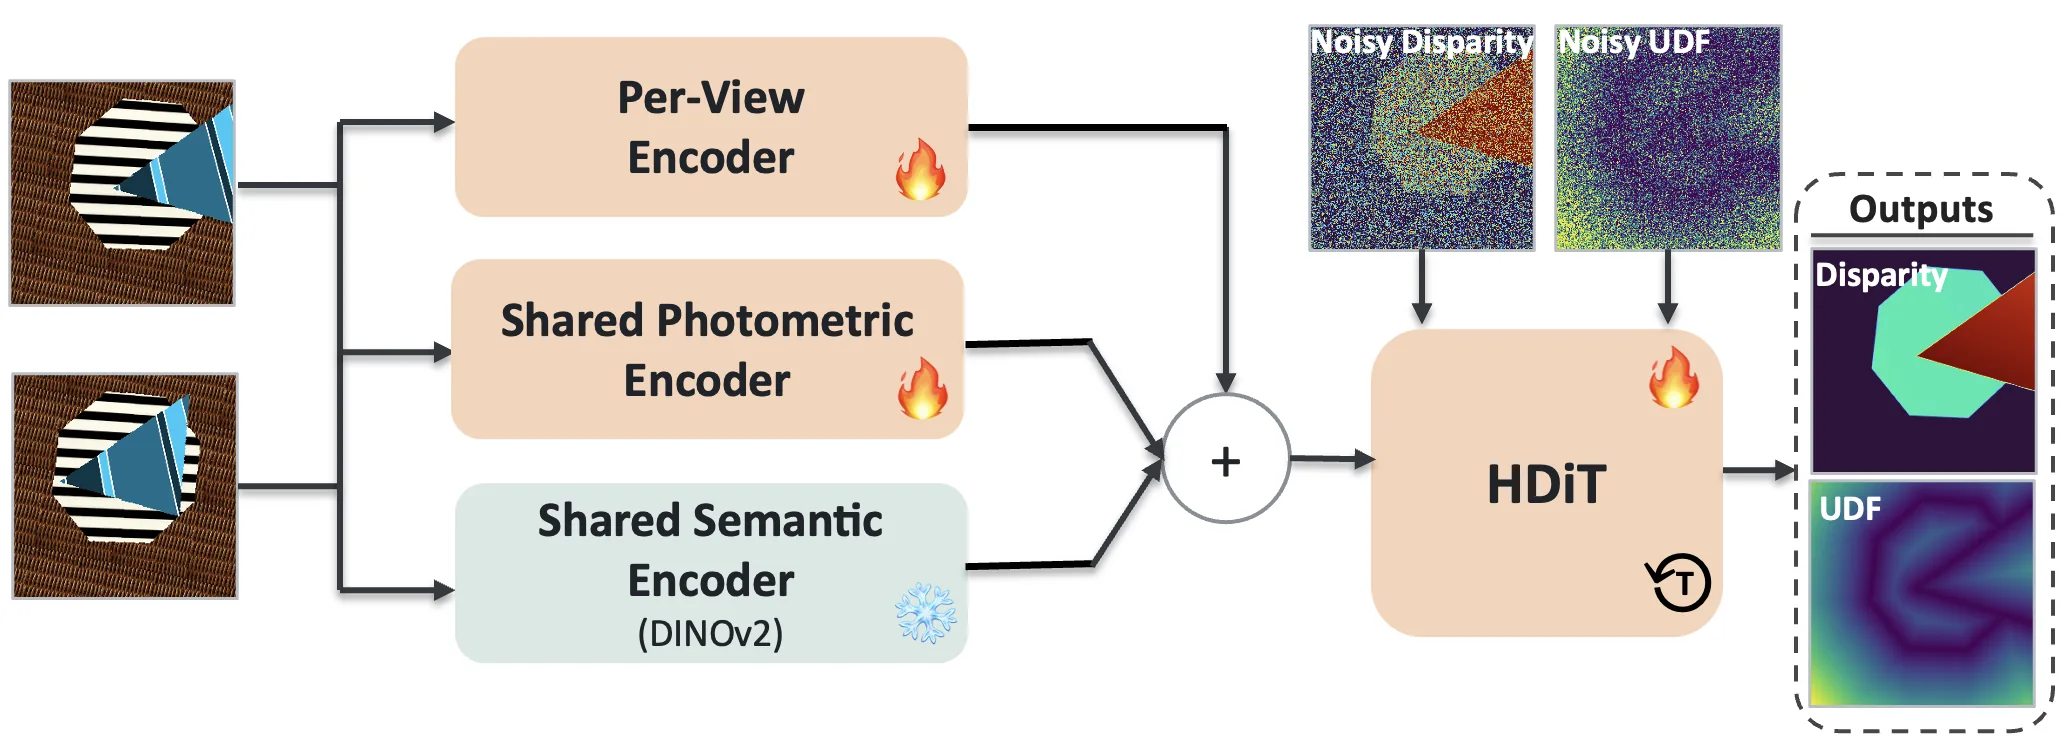 Per-View
Encoder
Shared Photometric
Encoder
Shared Semantic
Encoder
(DINOv2)
+
Noisy Disparity
Noisy UDF
HDiT
T
Outputs
Disparity
UDF